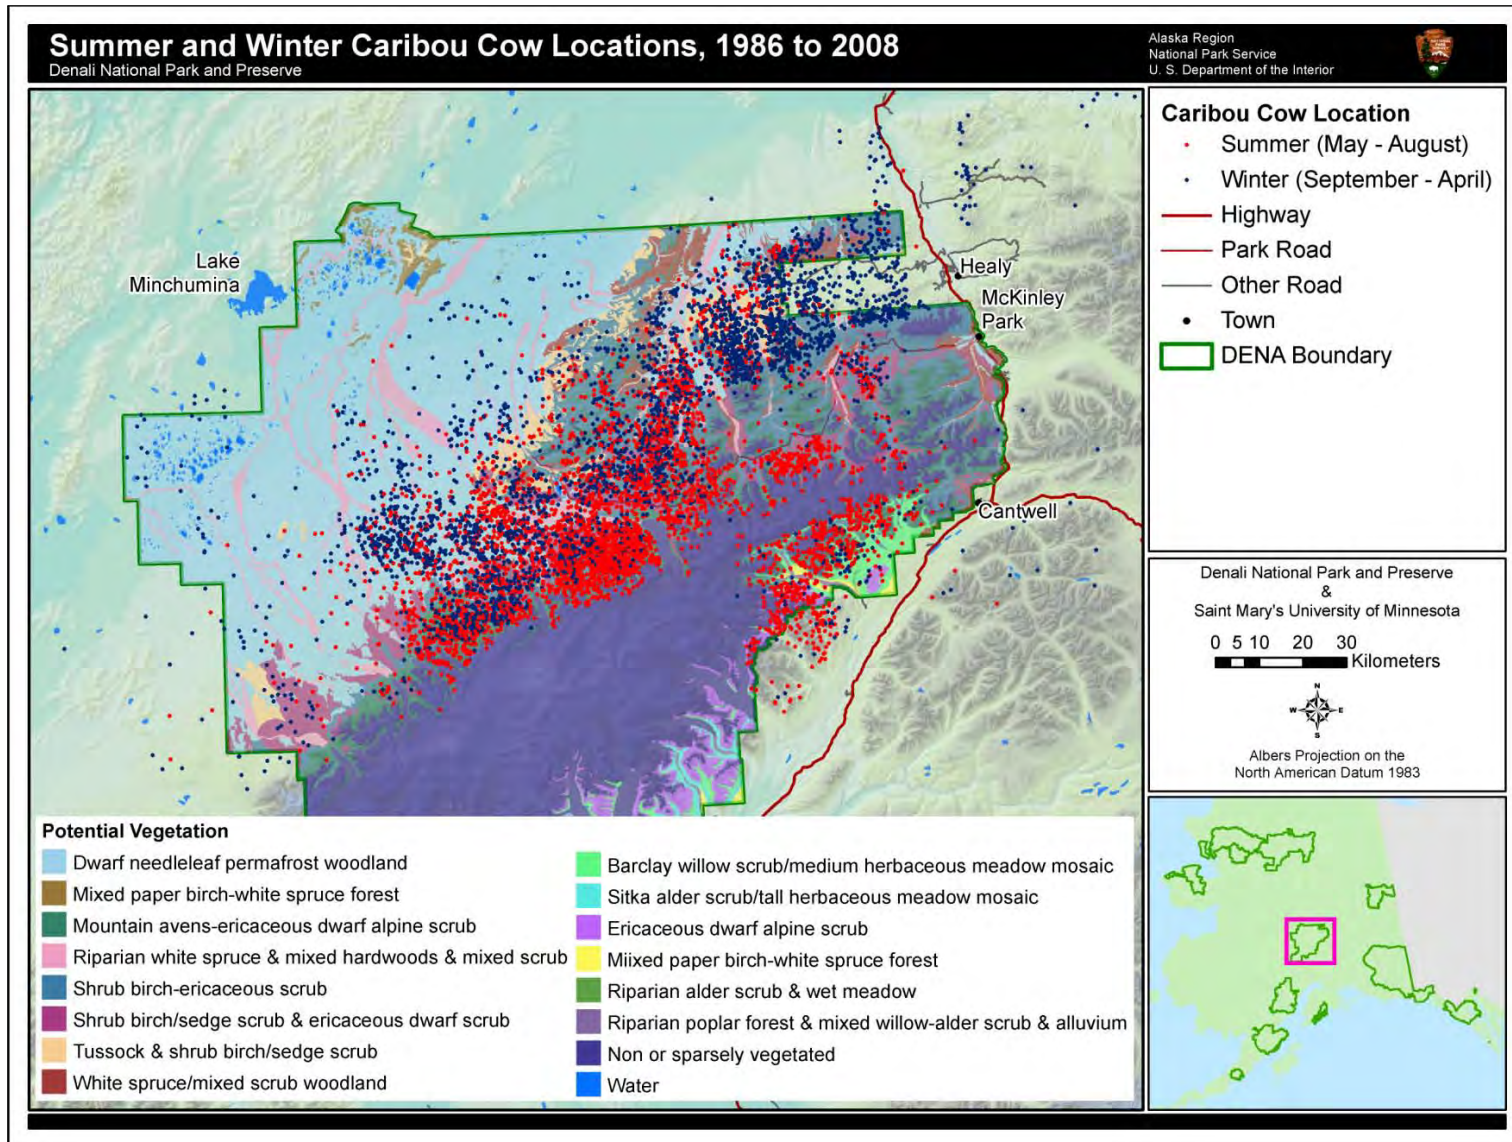 Summer and Winter Caribou Cow Locations, 1986 to 2008
Denali National Park and Preserve
Alaska Region
National Park Service
U. S. Department of the Interior
Lake
Minchumina
Healy
McKinley
Park
Cantwell
Caribou Cow Location
Summer (May - August)
Winter (September - April)
Highway
Park Road
Other Road
Town
DENA Boundary
Denali National Park and Preserve
&
Saint Mary's University of Minnesota
0 5 10 20 30
Kilometers
N
W E
S
Albers Projection on the
North American Datum 1983
Potential Vegetation
Dwarf needleleaf permafrost woodland
Mixed paper birch-white spruce forest
Mountain avens-ericaceous dwarf alpine scrub
Riparian white spruce & mixed hardwoods & mixed scrub
Shrub birch-ericaceous scrub
Shrub birch/sedge scrub & ericaceous dwarf scrub
Tussock & shrub birch/sedge scrub
White spruce/mixed scrub woodland
Barclay willow scrub/medium herbaceous meadow mosaic
Sitka alder scrub/tall herbaceous meadow mosaic
Ericaceous dwarf alpine scrub
Miixed paper birch-white spruce forest
Riparian alder scrub & wet meadow
Riparian poplar forest & mixed willow-alder scrub & alluvium
Non or sparsely vegetated
Water